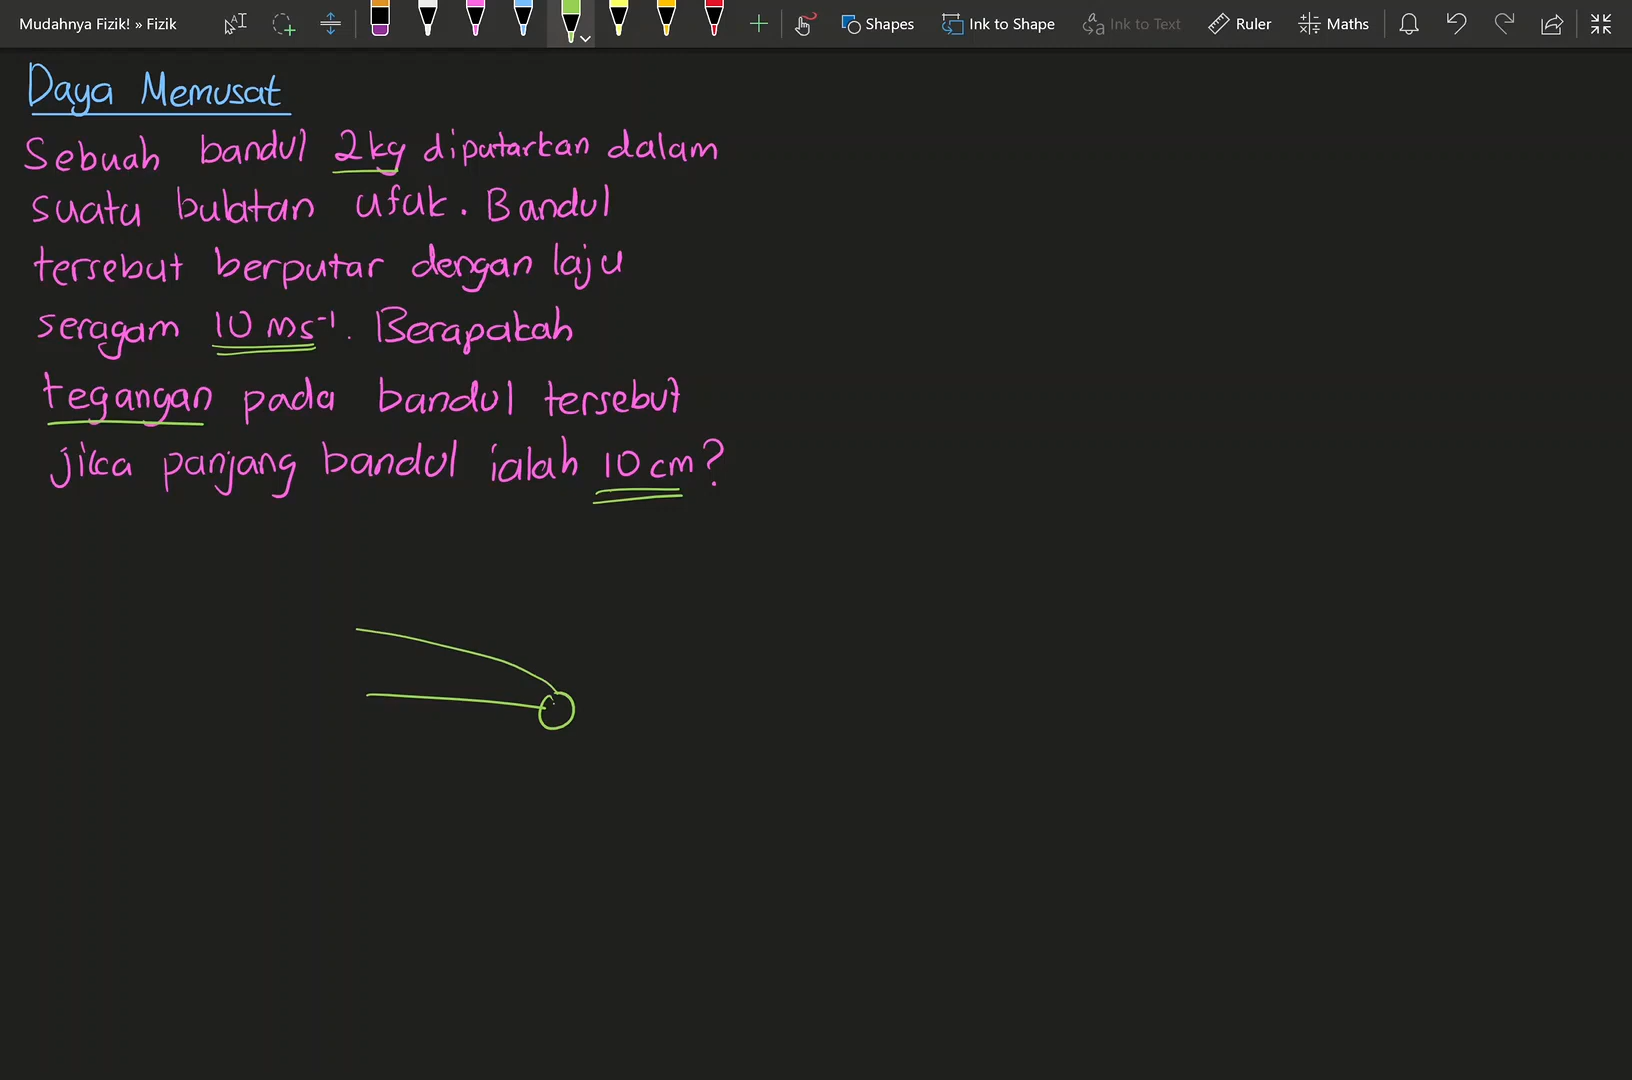 Mudahnya Fizik! » Fizik
Shapes
Ink to Shape
Ink to Text
Ruler
Maths
Daya Memusat
Sebuah bandul 2kg diputarkan dalam
suatu bulatan ufuk. Bandul
tersebut berputar dengan laju
seragam 10 ms⁻¹. Berapakah
tegangan pada bandul tersebut
jika panjang bandul ialah 10 cm?